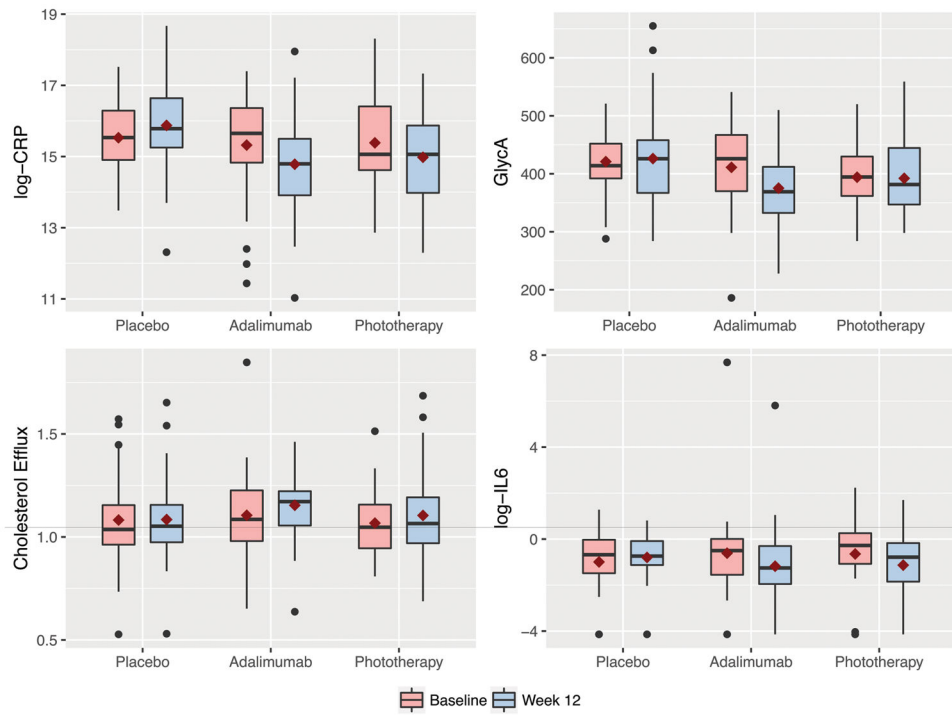 19
17
15
13
11
log-CRP
Placebo Adalimumab Phototherapy
600
500
400
300
200
GlycA
Placebo Adalimumab Phototherapy
1.5
1.0
0.5
Cholesterol Efflux
Placebo Adalimumab Phototherapy
8
4
0
-4
log-IL6
Placebo Adalimumab Phototherapy
Baseline Week 12